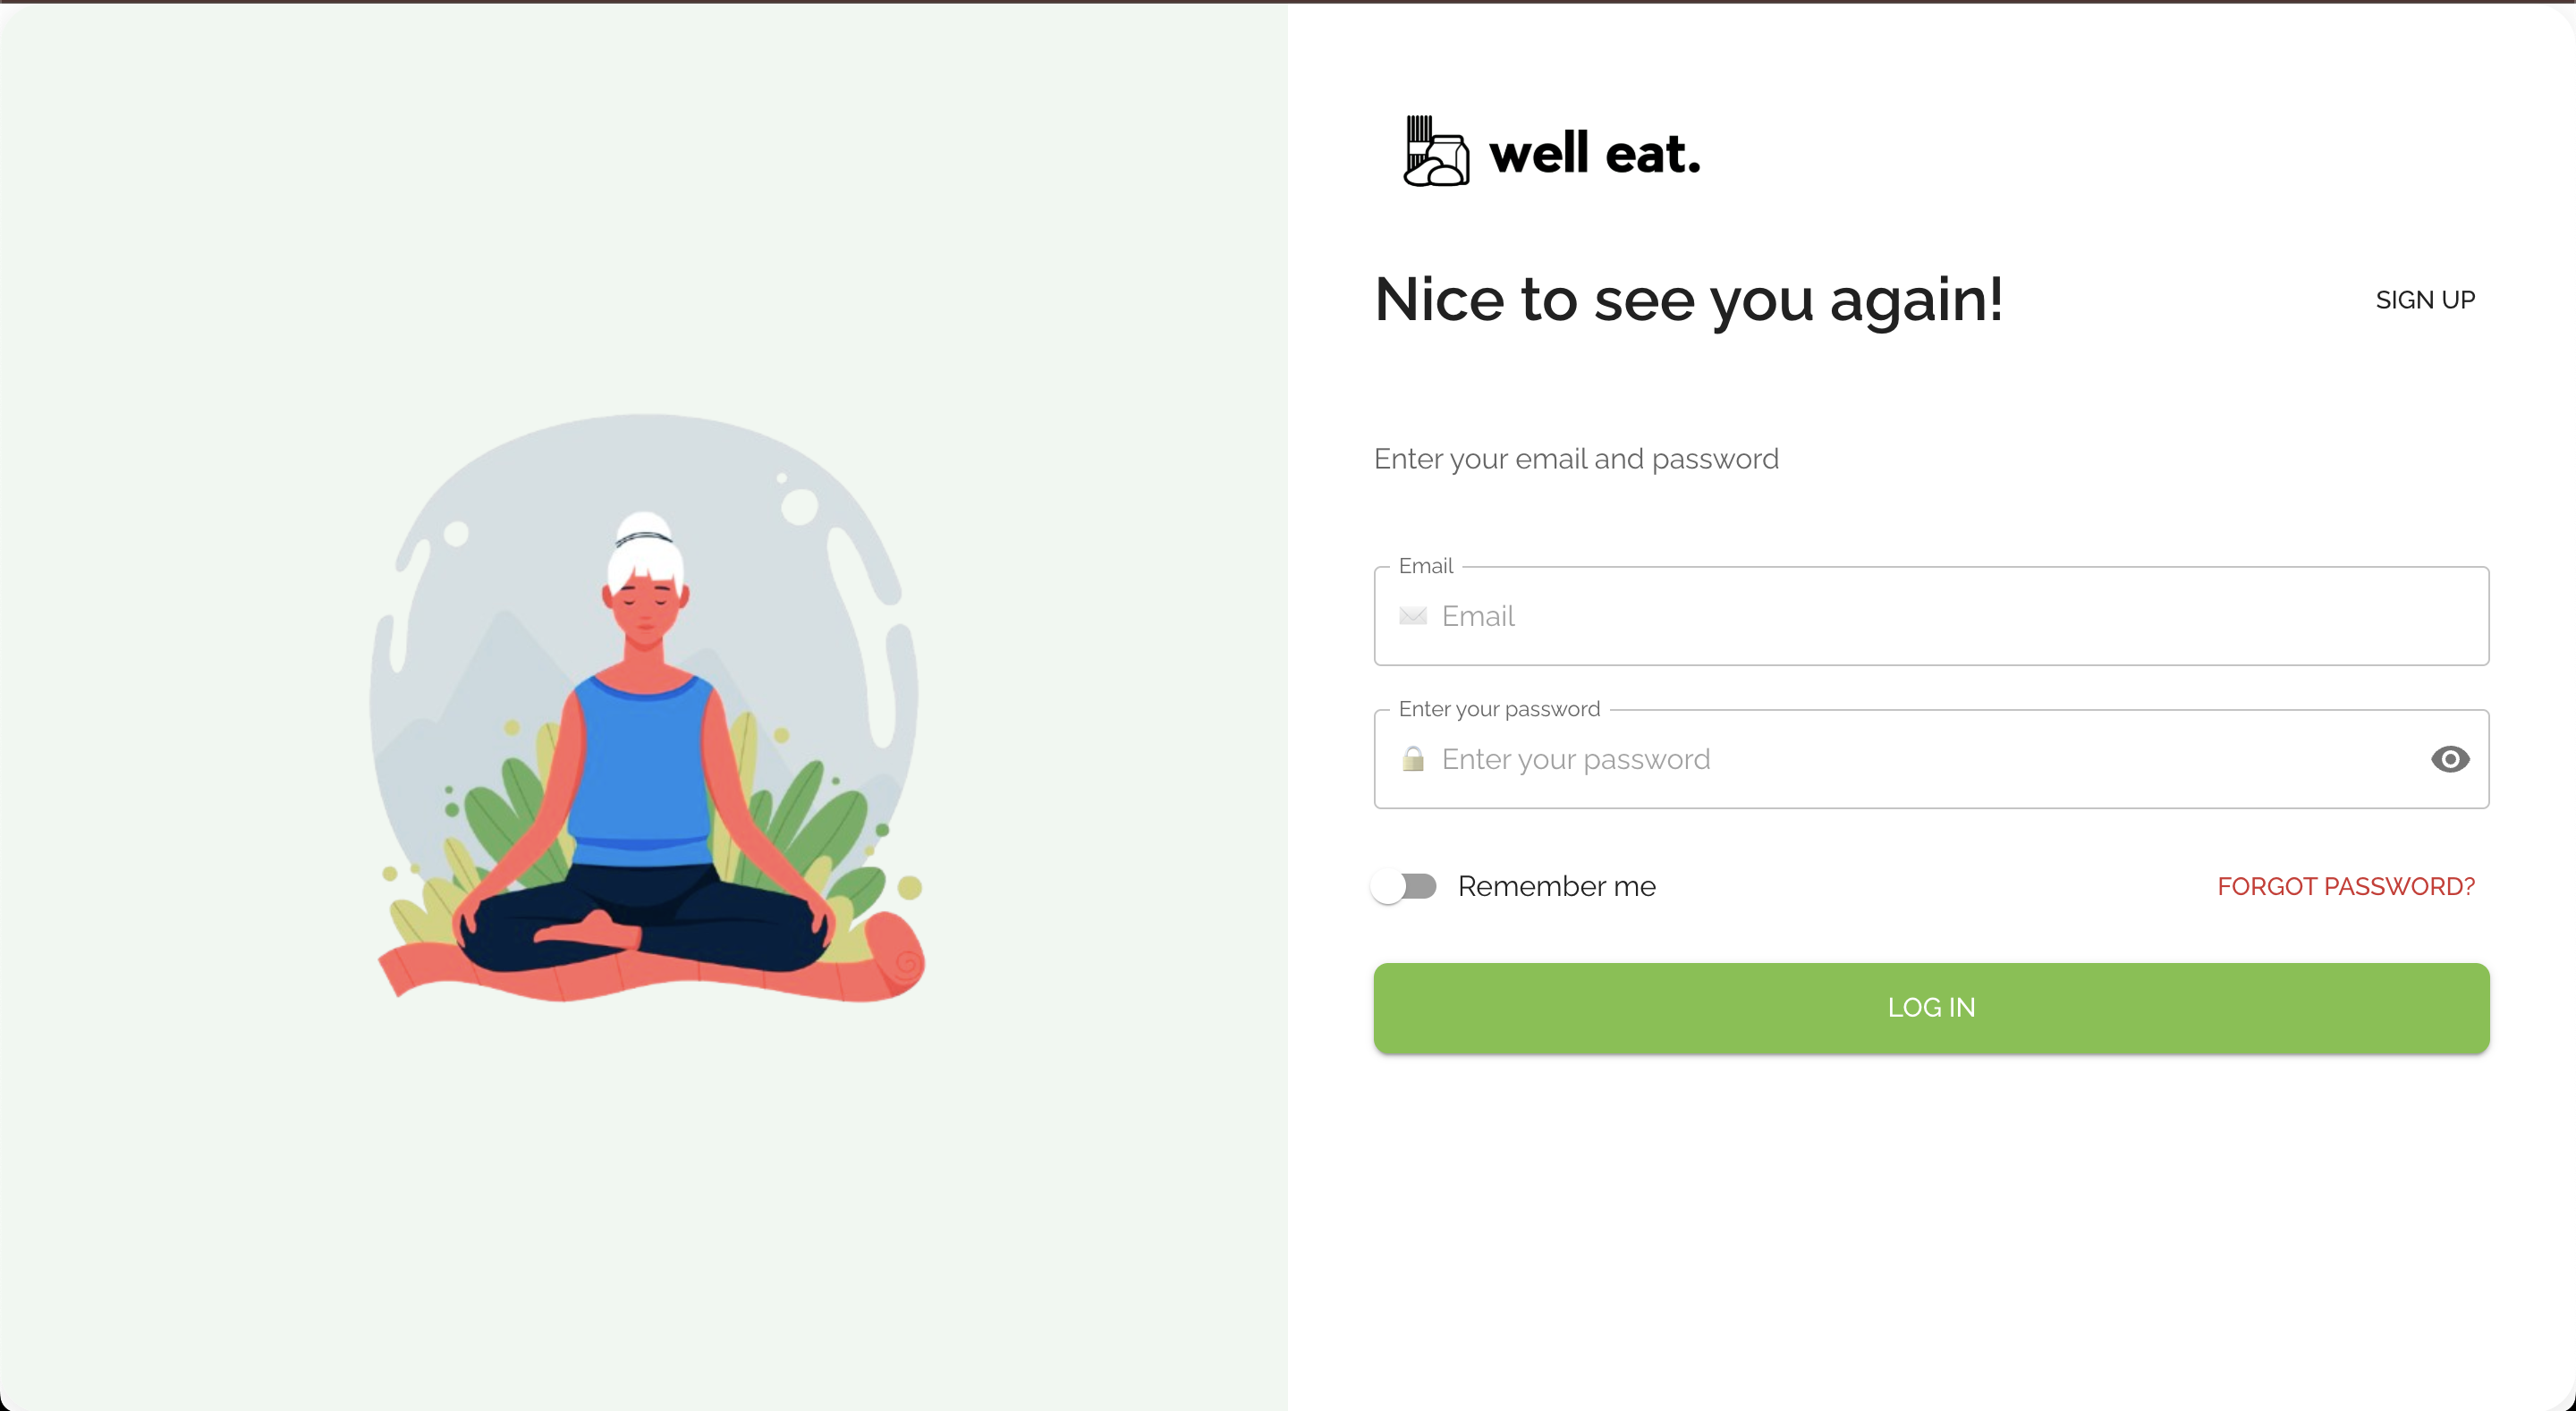 well eat.
Nice to see you again!
SIGN UP
Enter your email and password
Email
Email
Enter your password
Enter your password
Remember me
FORGOT PASSWORD?
LOG IN